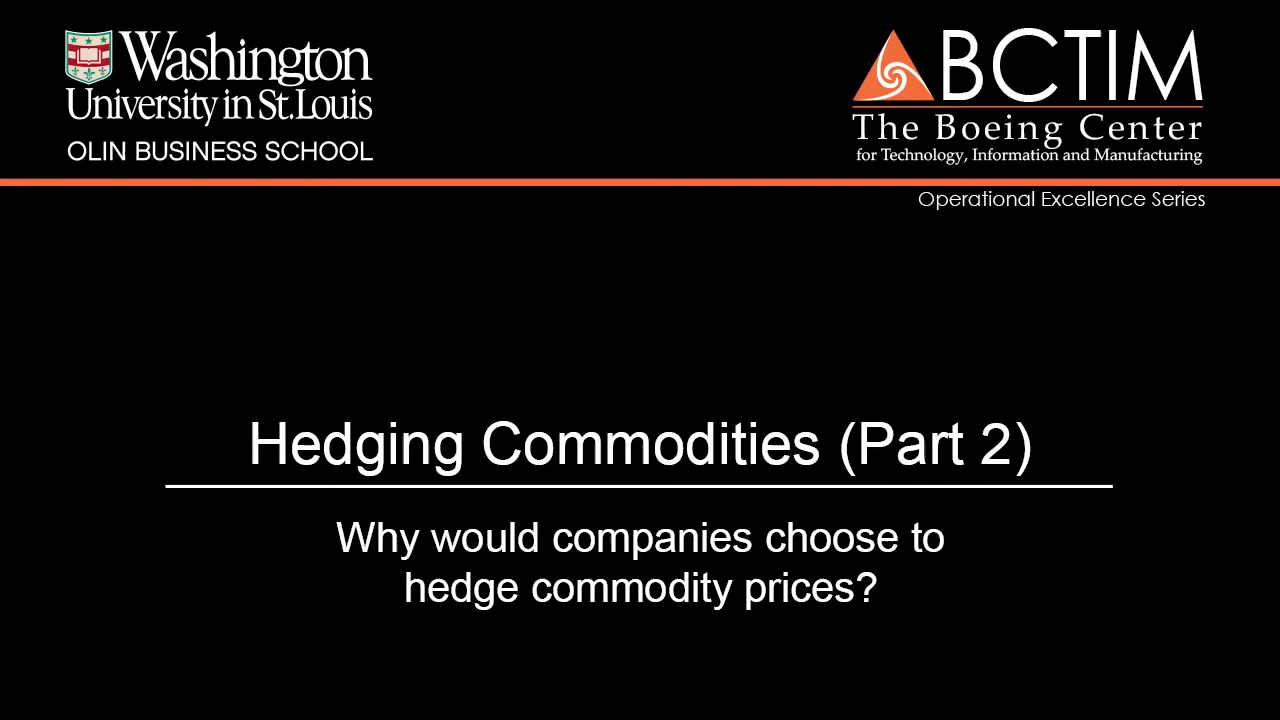 Washington
University in St. Louis
OLIN BUSINESS SCHOOL
BCTIM
The Boeing Center
for Technology, Information and Manufacturing
Operational Excellence Series
Hedging Commodities (Part 2)
Why would companies choose to
hedge commodity prices?